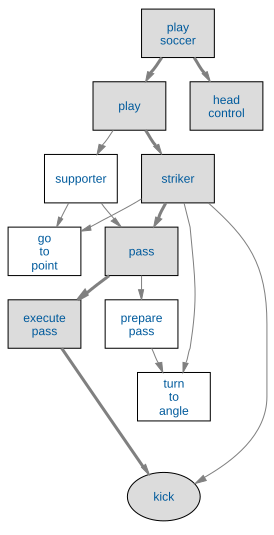 play
soccer
play
head
control
supporter
striker
go
to
point
pass
execute
pass
prepare
pass
turn
to
angle
kick